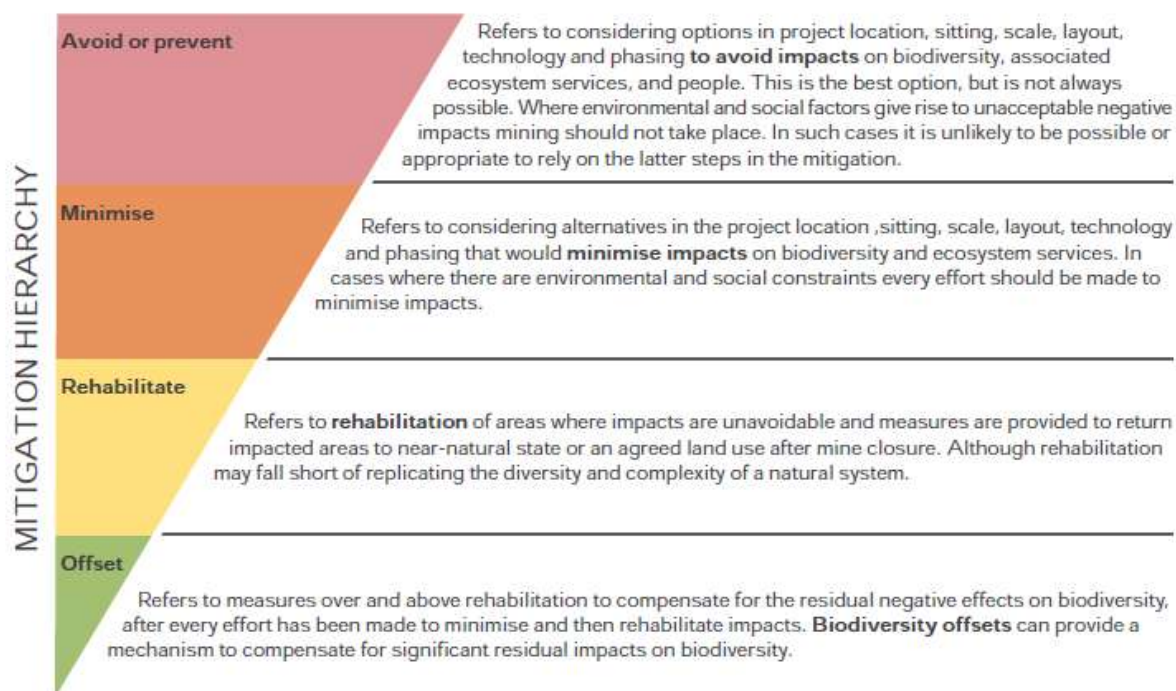 MITIGATION HIERARCHY
Avoid or prevent
Refers to considering options in project location, sitting, scale, layout,
technology and phasing to avoid impacts on biodiversity, associated
ecosystem services, and people. This is the best option, but is not always
possible. Where environmental and social factors give rise to unacceptable negative
impacts mining should not take place. In such cases it is unlikely to be possible or
appropriate to rely on the latter steps in the mitigation.
Minimise
Refers to considering alternatives in the project location ,sitting, scale, layout, technology
and phasing that would minimise impacts on biodiversity and ecosystem services. In
cases where there are environmental and social constraints every effort should be made to
minimise impacts.
Rehabilitate
Refers to rehabilitation of areas where impacts are unavoidable and measures are provided to return
impacted areas to near-natural state or an agreed land use after mine closure. Although rehabilitation
may fall short of replicating the diversity and complexity of a natural system.
Offset
Refers to measures over and above rehabilitation to compensate for the residual negative effects on biodiversity,
after every effort has been made to minimise and then rehabilitate impacts. Biodiversity offsets can provide a
mechanism to compensate for significant residual impacts on biodiversity.